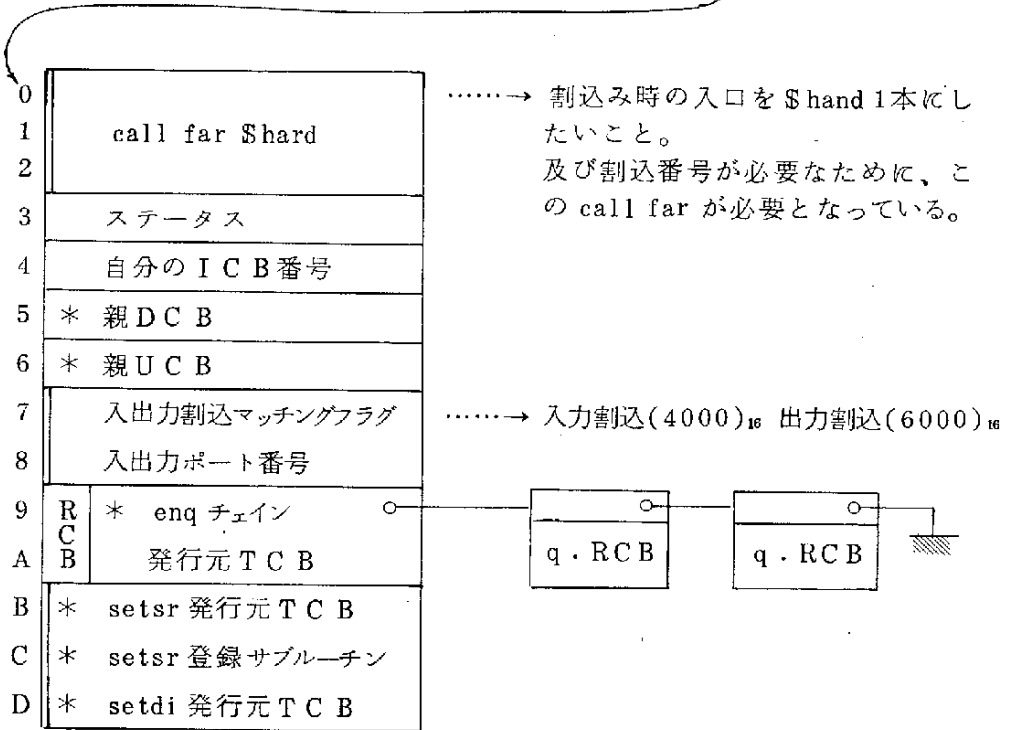 0
1 call far $hard
2
3 ステータス
4 自分のICB番号
5 * 親DCB
6 * 親UCB
7 入出力割込マッチングフラグ
8 入出力ポート番号
9 RCB * enq チェイン
A 発行元TCB
B * setsr 発行元TCB
C * setsr 登録サブルーチン
D * setdi 発行元TCB
……→ 割込み時の入口を $hand 1本にし
たいこと。
及び割込番号が必要なために、こ
の call far が必要となっている。
……→ 入力割込(4000)₁₆ 出力割込(6000)₁₆
q.RCB
q.RCB